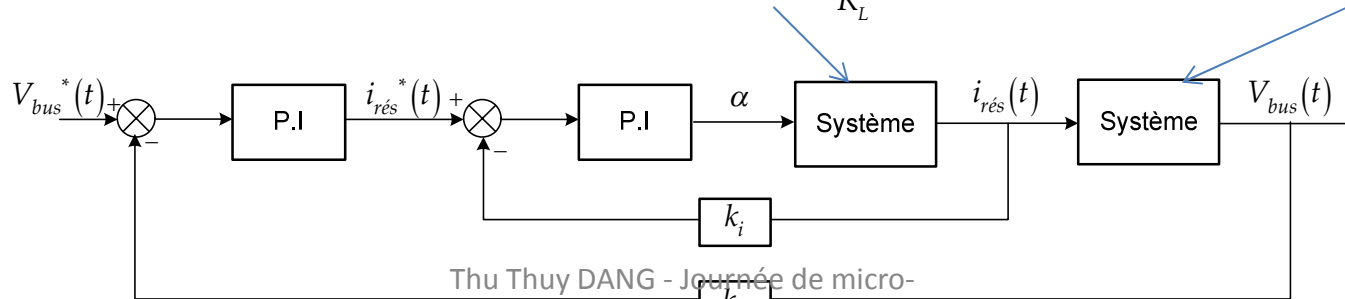 R_L
V_bus*(t) + − P.I i_rés*(t) + − P.I α Système i_rés(t) Système V_bus(t)
k_i
Thu Thuy DANG - Journée de micro-